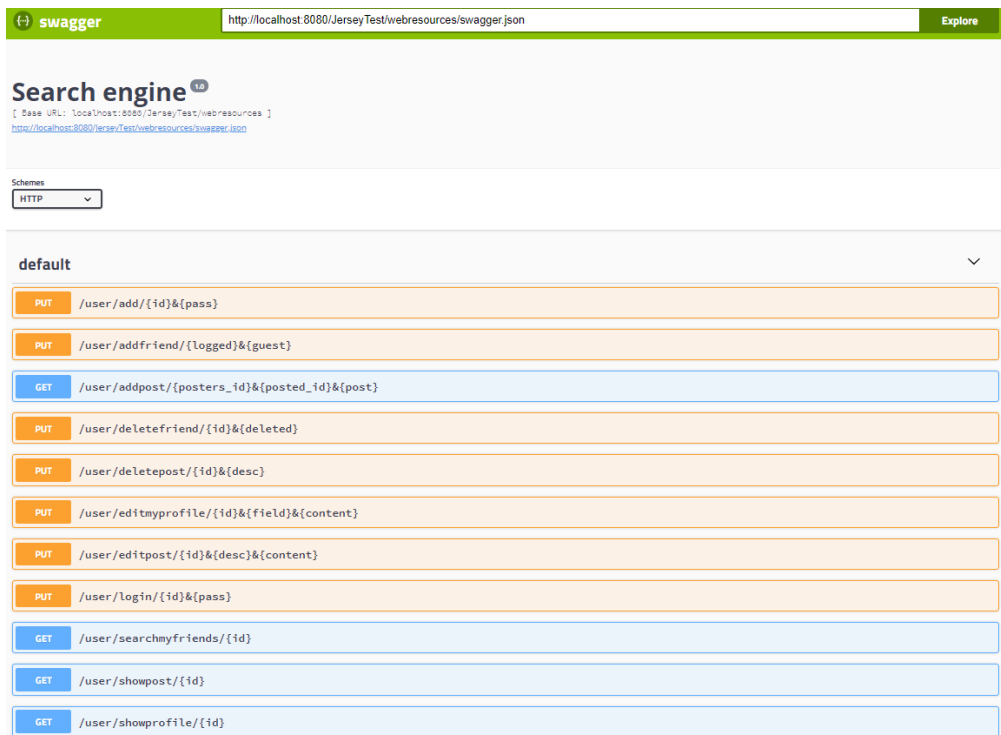 swagger
http://localhost:8080/JerseyTest/webresources/swagger.json
Explore
Search engine 1.0
[ Base URL: localhost:8080/JerseyTest/webresources ]
http://localhost:8080/JerseyTest/webresources/swagger.json
Schemes
HTTP
default
PUT /user/add/{id}&{pass}
PUT /user/addfriend/{logged}&{guest}
GET /user/addpost/{posters_id}&{posted_id}&{post}
PUT /user/deletefriend/{id}&{deleted}
PUT /user/deletepost/{id}&{desc}
PUT /user/editmyprofile/{id}&{field}&{content}
PUT /user/editpost/{id}&{desc}&{content}
PUT /user/login/{id}&{pass}
GET /user/searchmyfriends/{id}
GET /user/showpost/{id}
GET /user/showprofile/{id}